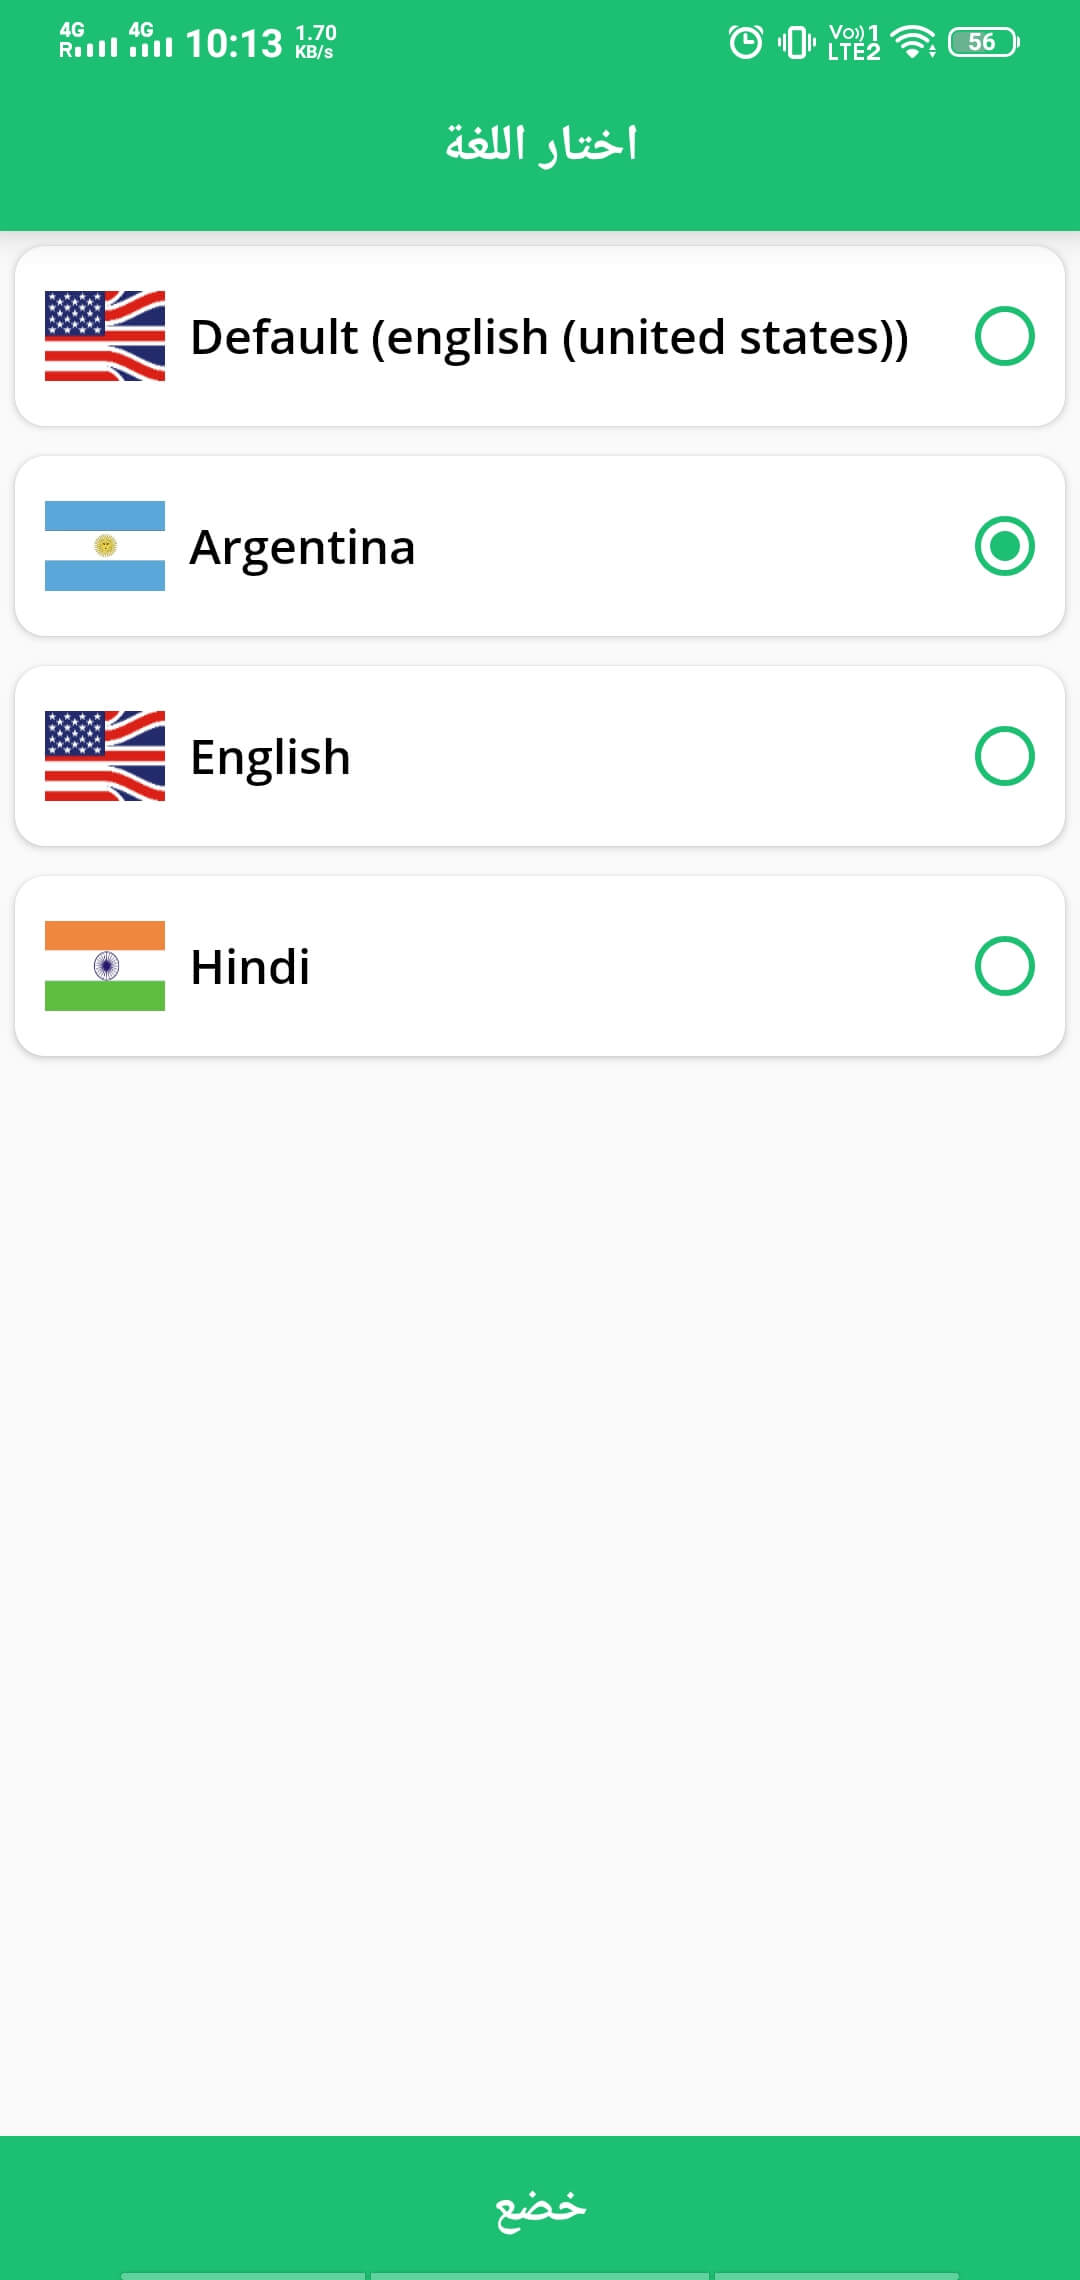 4G 4G
R 10:13 1.70 KB/s Vo)) 1 LTE2 56
اختار اللغة
Default (english (united states))
Argentina
English
Hindi
خضع